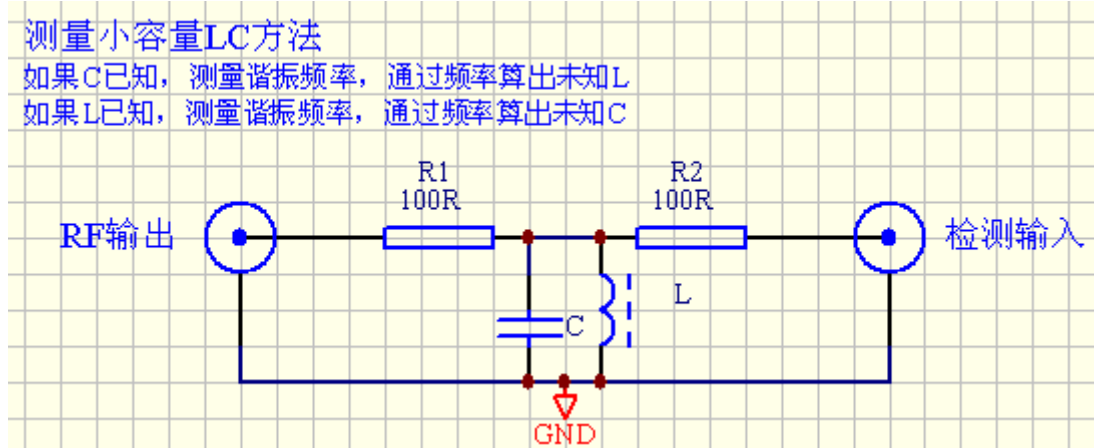 测量小容量LC方法
如果C已知，测量谐振频率，通过频率算出未知L
如果L已知，测量谐振频率，通过频率算出未知C
R1
100R
R2
100R
RF输出
检测输入
C
L
GND